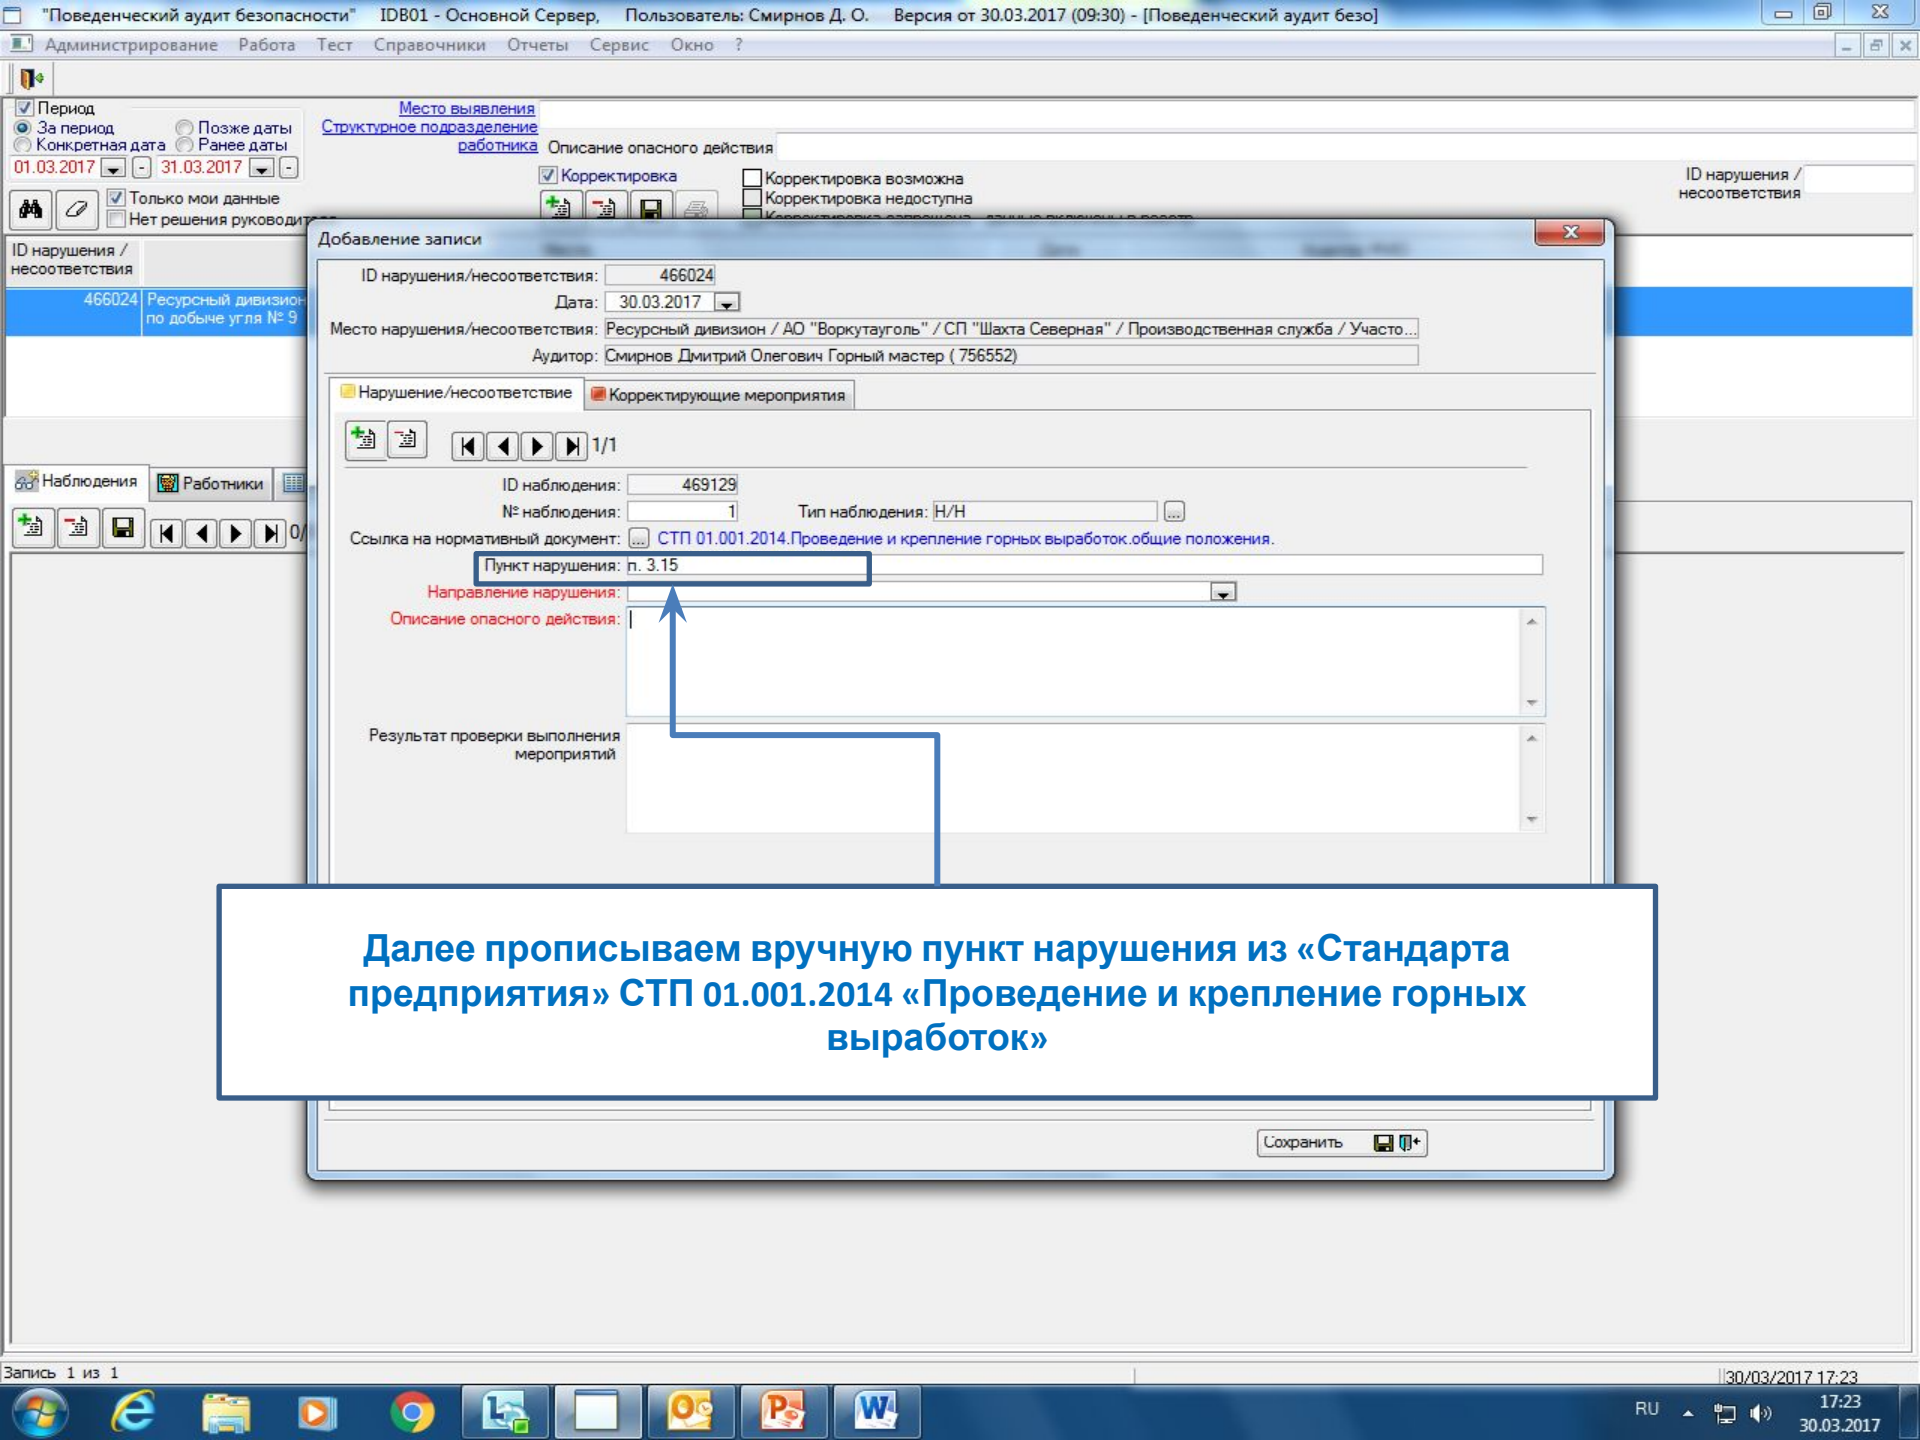 "Поведенческий аудит безопасности" IDB01 - Основной Сервер, Пользователь: Смирнов Д. О. Версия от 30.03.2017 (09:30) - [Поведенческий аудит безо]
Администрирование Работа Тест Справочники Отчеты Сервис Окно ?
Период
За период Позже даты
Конкретная дата Ранее даты
01.03.2017 - 31.03.2017 -
Только мои данные
Нет решения
Место выявления
Структурное подразделение
работника
Описание опасного действия
Корректировка
Корректировка возможна
Корректировка недоступна
Корректировка запрещена - данные включены в реестр
ID нарушения /
несоответствия
ID нарушения /
несоответствия
466024 Ресурсный дивизион
по добыче угля № 9
Добавление записи
ID нарушения/несоответствия: 466024
Дата: 30.03.2017
Место нарушения/несоответствия: Ресурсный дивизион / АО "Воркутауголь" / СП "Шахта Северная" / Производственная служба / Участо...
Аудитор: Смирнов Дмитрий Олегович Горный мастер ( 756552)
Нарушение/несоответствие Корректирующие мероприятия
1/1
ID наблюдения: 469129
№ наблюдения: 1 Тип наблюдения: Н/Н ...
Ссылка на нормативный документ: ... СТП 01.001.2014.Проведение и крепление горных выработок.общие положения.
Пункт нарушения: п. 3.15
Направление нарушения:
Описание опасного действия:
Результат проверки выполнения
мероприятий
Наблюдения Работники
0/
Далее прописываем вручную пункт нарушения из «Стандарта
предприятия» СТП 01.001.2014 «Проведение и крепление горных
выработок»
Сохранить
Запись 1 из 1
30/03/2017 17:23
RU
17:23
30.03.2017